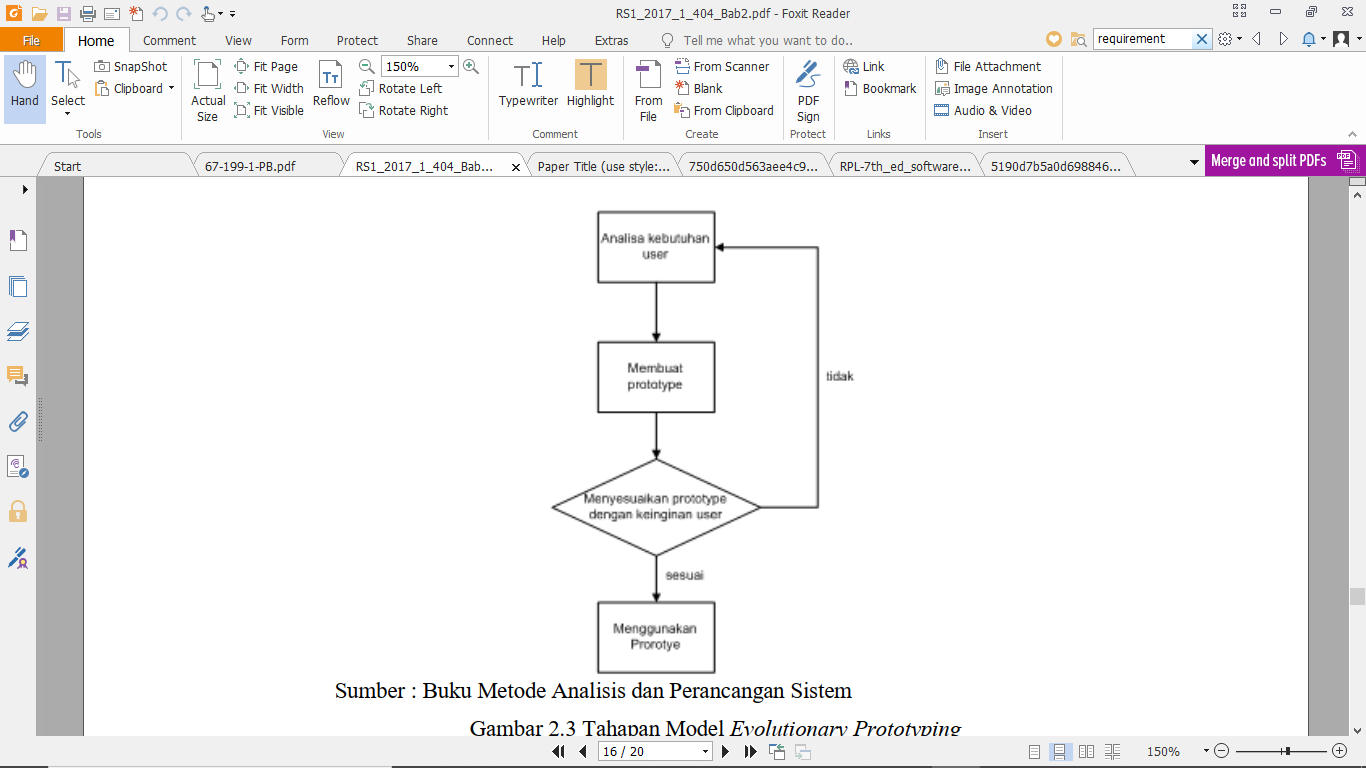 RS1_2017_1_404_Bab2.pdf - Foxit Reader
File Home Comment View Form Protect Share Connect Help Extras Tell me what you want to do.. requirement
Hand
Select
SnapShot
Clipboard
Tools
Actual Size
Fit Page
Fit Width
Fit Visible
Reflow
150%
Rotate Left
Rotate Right
View
Typewriter
Highlight
Comment
From File
From Scanner
Blank
From Clipboard
Create
PDF Sign
Protect
Link
Bookmark
Links
File Attachment
Image Annotation
Audio & Video
Insert
Start 67-199-1-PB.pdf RS1_2017_1_404_Bab... Paper Title (use style:... 750d650d563aee4c9... RPL-7th_ed_software... 5190d7b5a0d698846... Merge and split PDFs
Analisa kebutuhan
user
Membuat
prototype
tidak
Menyesuaikan prototype
dengan keinginan user
sesuai
Menggunakan
Prorotye
Sumber : Buku Metode Analisis dan Perancangan Sistem
Gambar 2.3 Tahapan Model Evolutionary Prototyping
16 / 20
150%